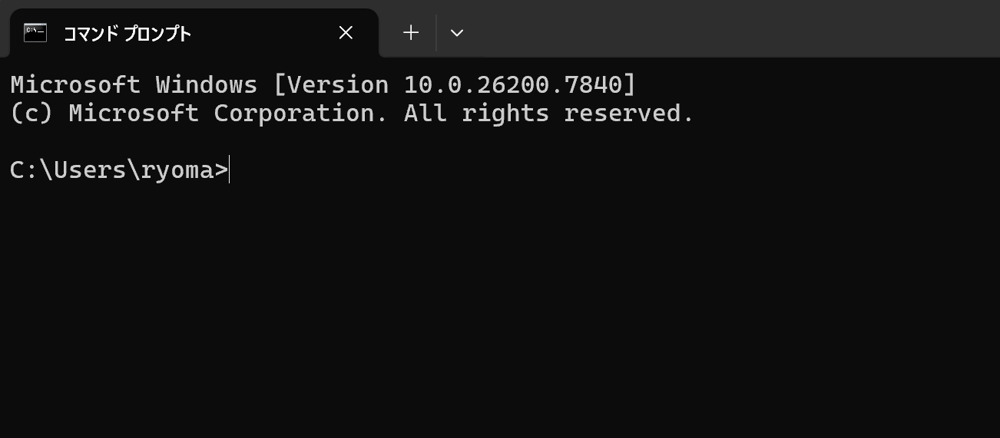 コマンド プロンプト
Microsoft Windows [Version 10.0.26200.7840]
(c) Microsoft Corporation. All rights reserved.
C:\Users\ryoma>